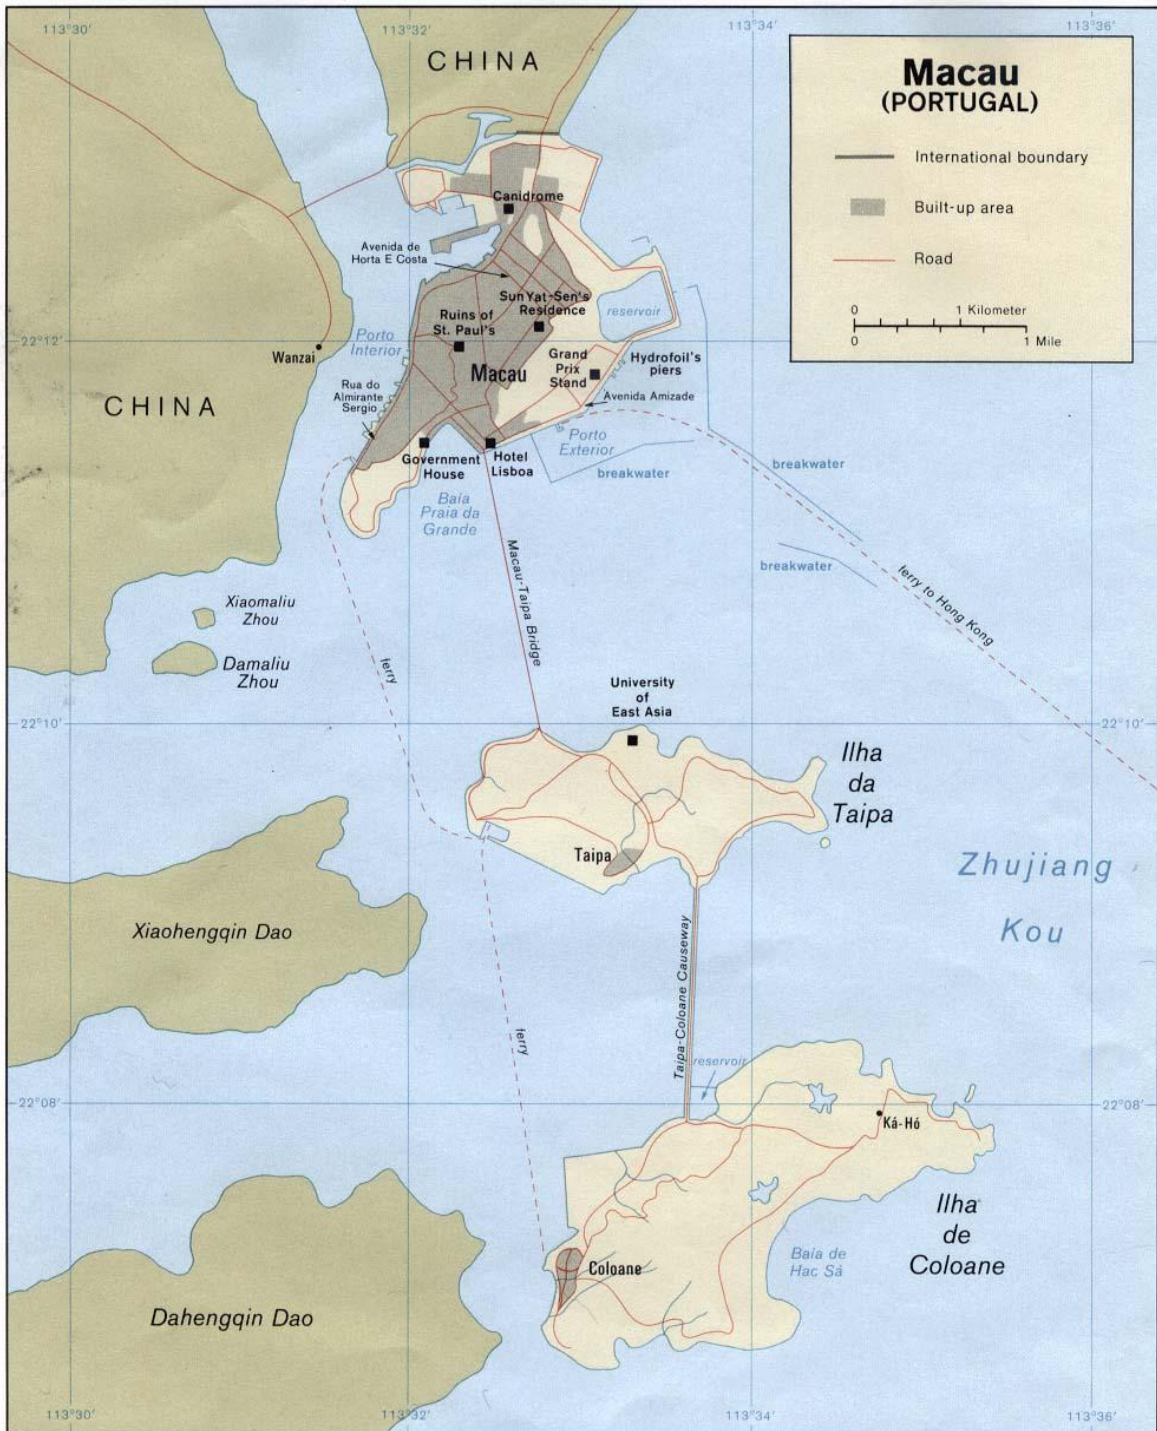 113°30'
113°32'
113°34'
113°36'
CHINA
Macau
(PORTUGAL)
International boundary
Built-up area
Road
0
1 Kilometer
0
1 Mile
Canidrome
Avenida de
Horta E Costa
Sun Yat-Sen's
Residence
reservoir
Ruins of
St. Paul's
Porto
Interior
22°12'
22°12'
Wanzai
Grand
Prix
Stand
Hydrofoil's
piers
Macau
Rua do
Almirante
Sergio
Avenida Amizade
CHINA
Porto
Exterior
Government
House
Hotel
Lisboa
breakwater
breakwater
Baía
Praia da
Grande
Macau-Taipa Bridge
breakwater
ferry to Hong Kong
Xiaomaliu
Zhou
Damaliu
Zhou
ferry
University
of
East Asia
22°10'
22°10'
Ilha
da
Taipa
Taipa
Zhujiang
Kou
Xiaohengqin Dao
Taipa-Coloane Causeway
ferry
reservoir
22°08'
22°08'
Ká-Hó
Ilha
de
Coloane
Baía de
Hac Sá
Coloane
Dahengqin Dao
113°30'
113°32'
113°34'
113°36'